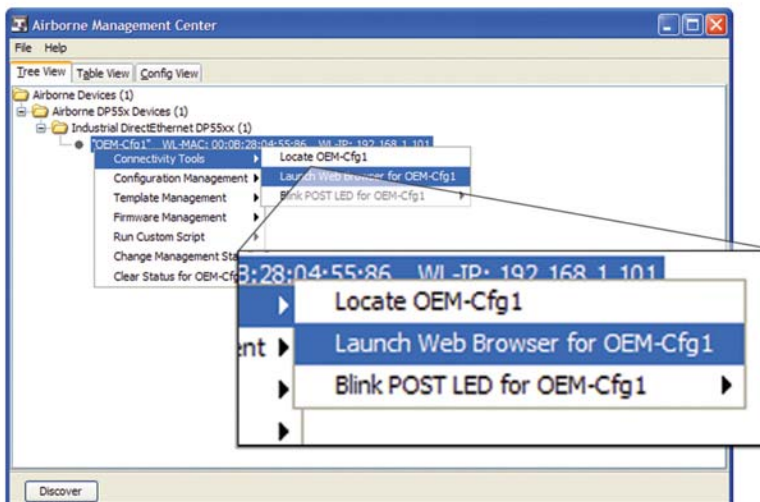 Airborne Management Center
File Help
Tree View Table View Config View
Airborne Devices (1)
Airborne DP55x Devices (1)
Industrial DirectEthernet DP55xx (1)
"OEM-Cfg1" WL-MAC: 00:0B:28:04:55:86 WL-IP: 192.168.1.101
Connectivity Tools
Locate OEM-Cfg1
Configuration Management
Launch Web Browser for OEM-Cfg1
Template Management
Blink POST LED for OEM-Cfg1
Firmware Management
Run Custom Script
Change Management Sta
Clear Status for OEM-Cfg
3:28:04:55:86 WL-IP: 192.168.1.101
Locate OEM-Cfg1
ent
Launch Web Browser for OEM-Cfg1
Blink POST LED for OEM-Cfg1
Discover